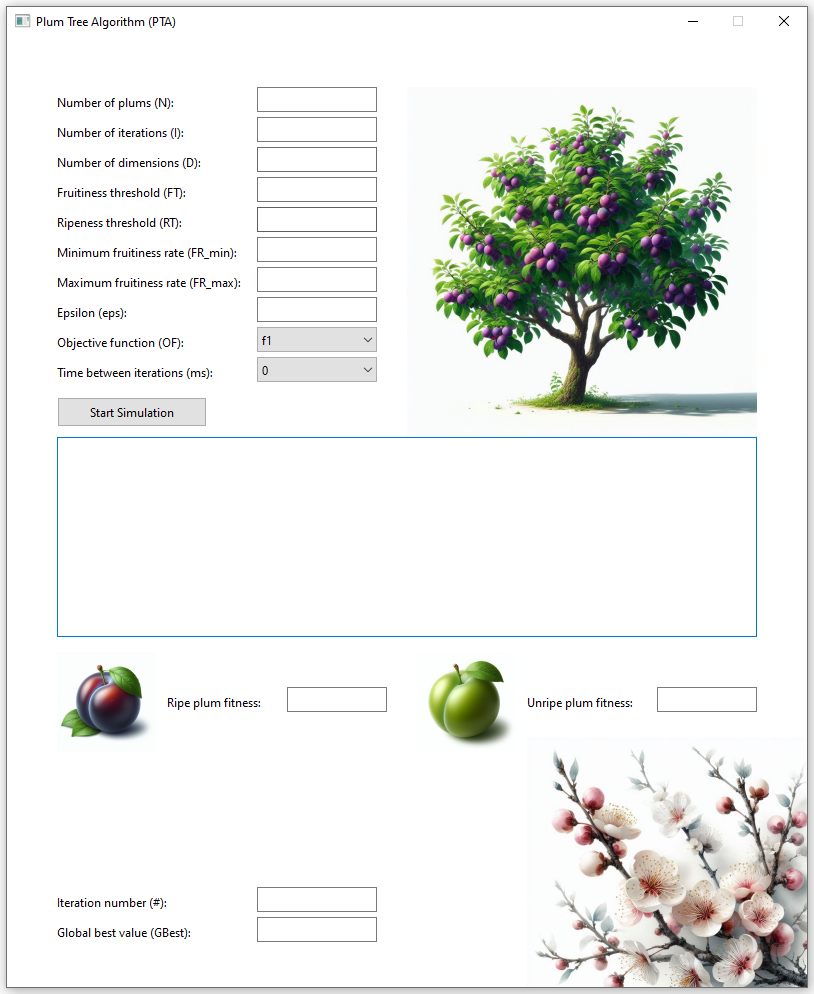 Plum Tree Algorithm (PTA)
Number of plums (N):
Number of iterations (I):
Number of dimensions (D):
Fruitiness threshold (FT):
Ripeness threshold (RT):
Minimum fruitiness rate (FR_min):
Maximum fruitiness rate (FR_max):
Epsilon (eps):
Objective function (OF): f1
Time between iterations (ms): 0
Start Simulation
Ripe plum fitness: Unripe plum fitness:
Iteration number (#):
Global best value (GBest):